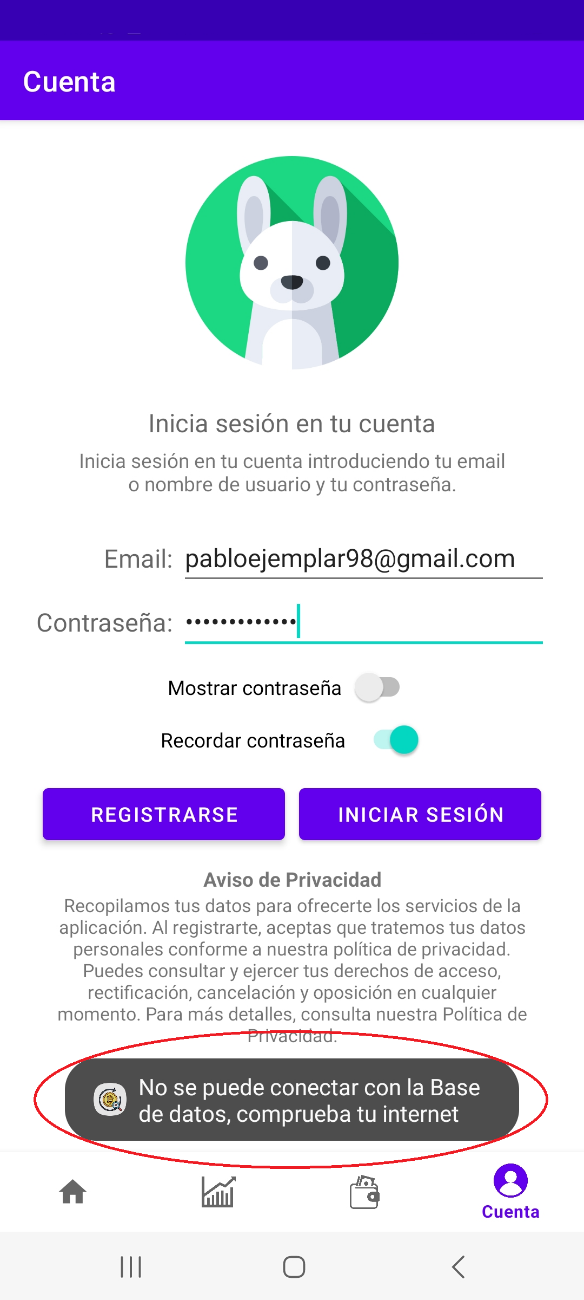 Cuenta
Inicia sesión en tu cuenta
Inicia sesión en tu cuenta introduciendo tu email
o nombre de usuario y tu contraseña.
Email: pabloejemplar98@gmail.com
Contraseña: •••••••••••••
Mostrar contraseña
Recordar contraseña
REGISTRARSE INICIAR SESIÓN
Aviso de Privacidad
Recopilamos tus datos para ofrecerte los servicios de la
aplicación. Al registrarte, aceptas que tratemos tus datos
personales conforme a nuestra política de privacidad.
Puedes consultar y ejercer tus derechos de acceso,
rectificación, cancelación y oposición en cualquier
momento. Para más detalles, consulta nuestra Política de
Privacidad.
No se puede conectar con la Base
de datos, comprueba tu internet
Cuenta